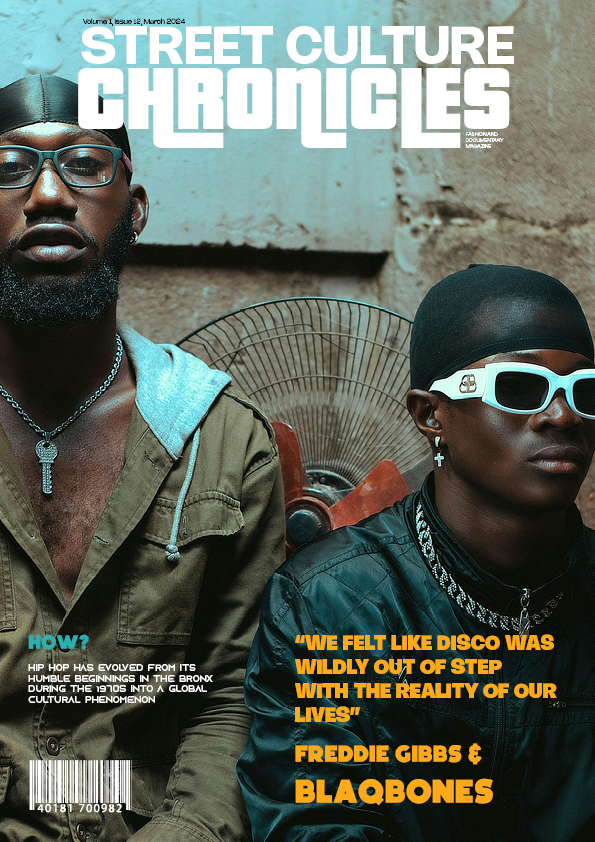 Volume 1, Issue 12, March 2024
STREET CULTURE
CHRONICLES
FASHION AND
DOCUMENTARY
MAGAZINE
HOW?
HIP HOP HAS EVOLVED FROM ITS
HUMBLE BEGINNINGS IN THE BRONX
DURING THE 1970S INTO A GLOBAL
CULTURAL PHENOMENON
“WE FELT LIKE DISCO WAS
WILDLY OUT OF STEP
WITH THE REALITY OF OUR
LIVES”
FREDDIE GIBBS &
BLAQBONES
40181 700982